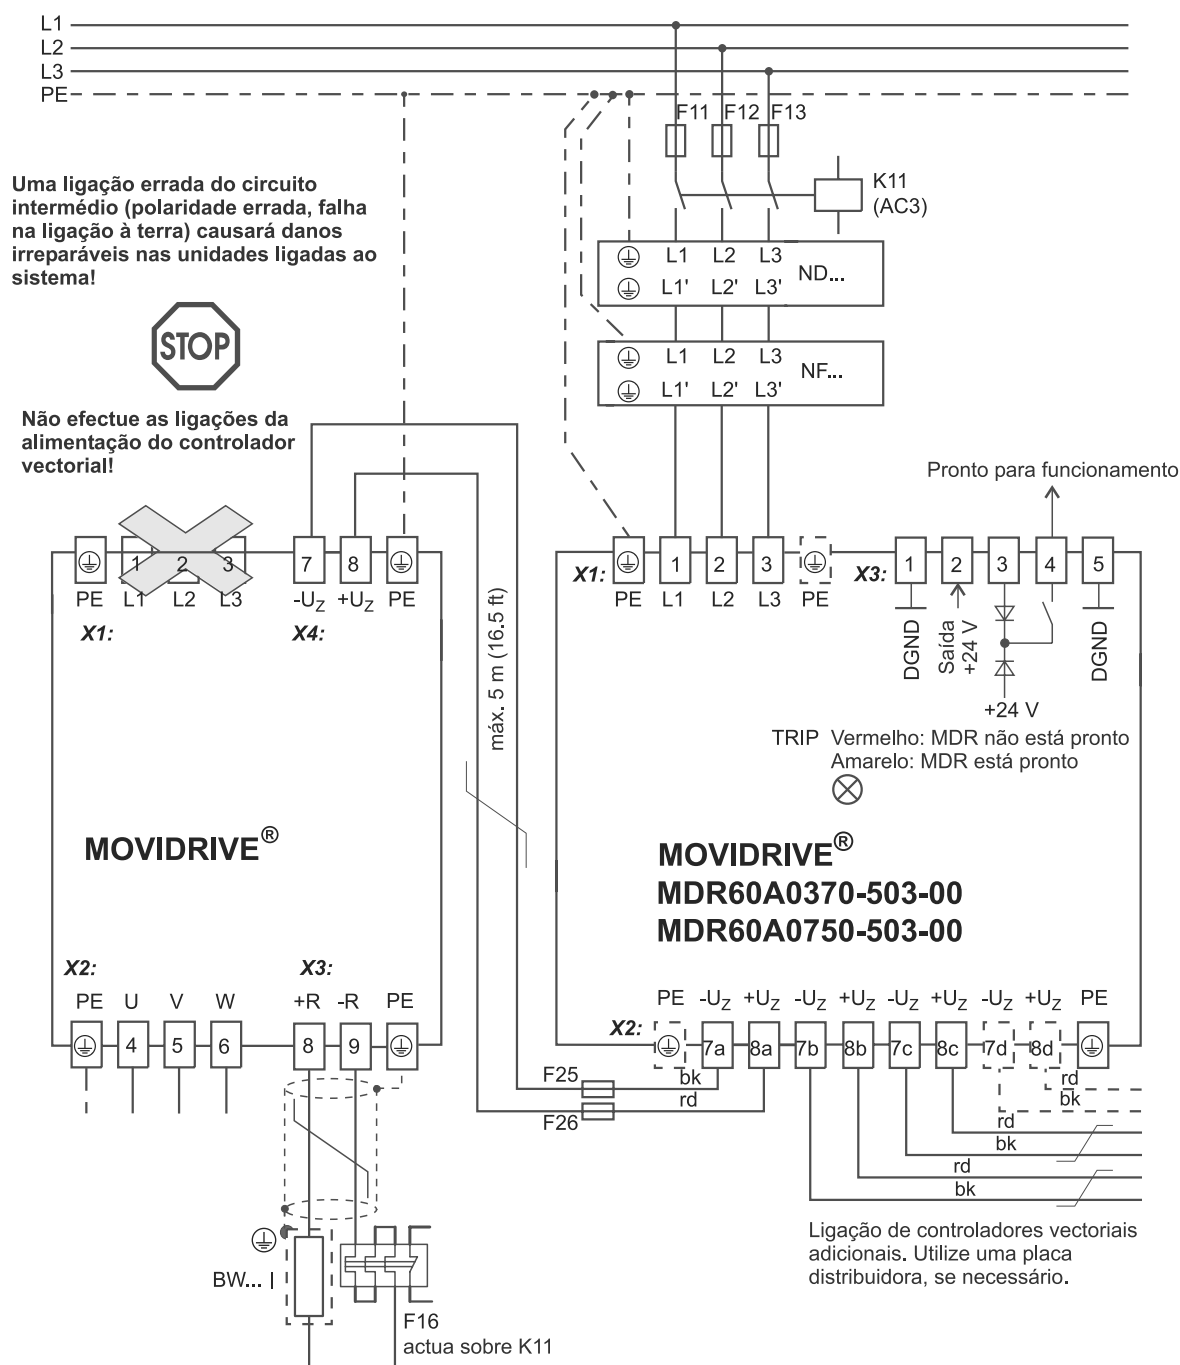 L1
L2
L3
PE
F11 F12 F13
K11
(AC3)
Uma ligação errada do circuito
intermédio (polaridade errada, falha
na ligação à terra) causará danos
irreparáveis nas unidades ligadas ao
sistema!
STOP
Não efectue as ligações da
alimentação do controlador
vectorial!
L1 L2 L3
ND...
L1' L2' L3'
L1 L2 L3
NF...
L1' L2' L3'
Pronto para funcionamento
1 2 3 7 8
PE L1 L2 L3 -UZ +UZ PE
X1: X4:
máx. 5 m (16.5 ft)
X1: 1 2 3
PE L1 L2 L3 PE
X3: 1 2 3 4 5
DGND
Saída
+24 V
DGND
+24 V
TRIP Vermelho: MDR não está pronto
Amarelo: MDR está pronto
MOVIDRIVE®
MOVIDRIVE®
MDR60A0370-503-00
MDR60A0750-503-00
X2: X3:
PE U V W +R -R PE
4 5 6 8 9
PE -UZ +UZ -UZ +UZ -UZ +UZ -UZ +UZ PE
X2: 7a 8a 7b 8b 7c 8c 7d 8d
F25 bk
rd
F26
rd
bk
rd
bk
rd
bk
Ligação de controladores vectoriais
adicionais. Utilize uma placa
distribuidora, se necessário.
BW...
F16
actua sobre K11